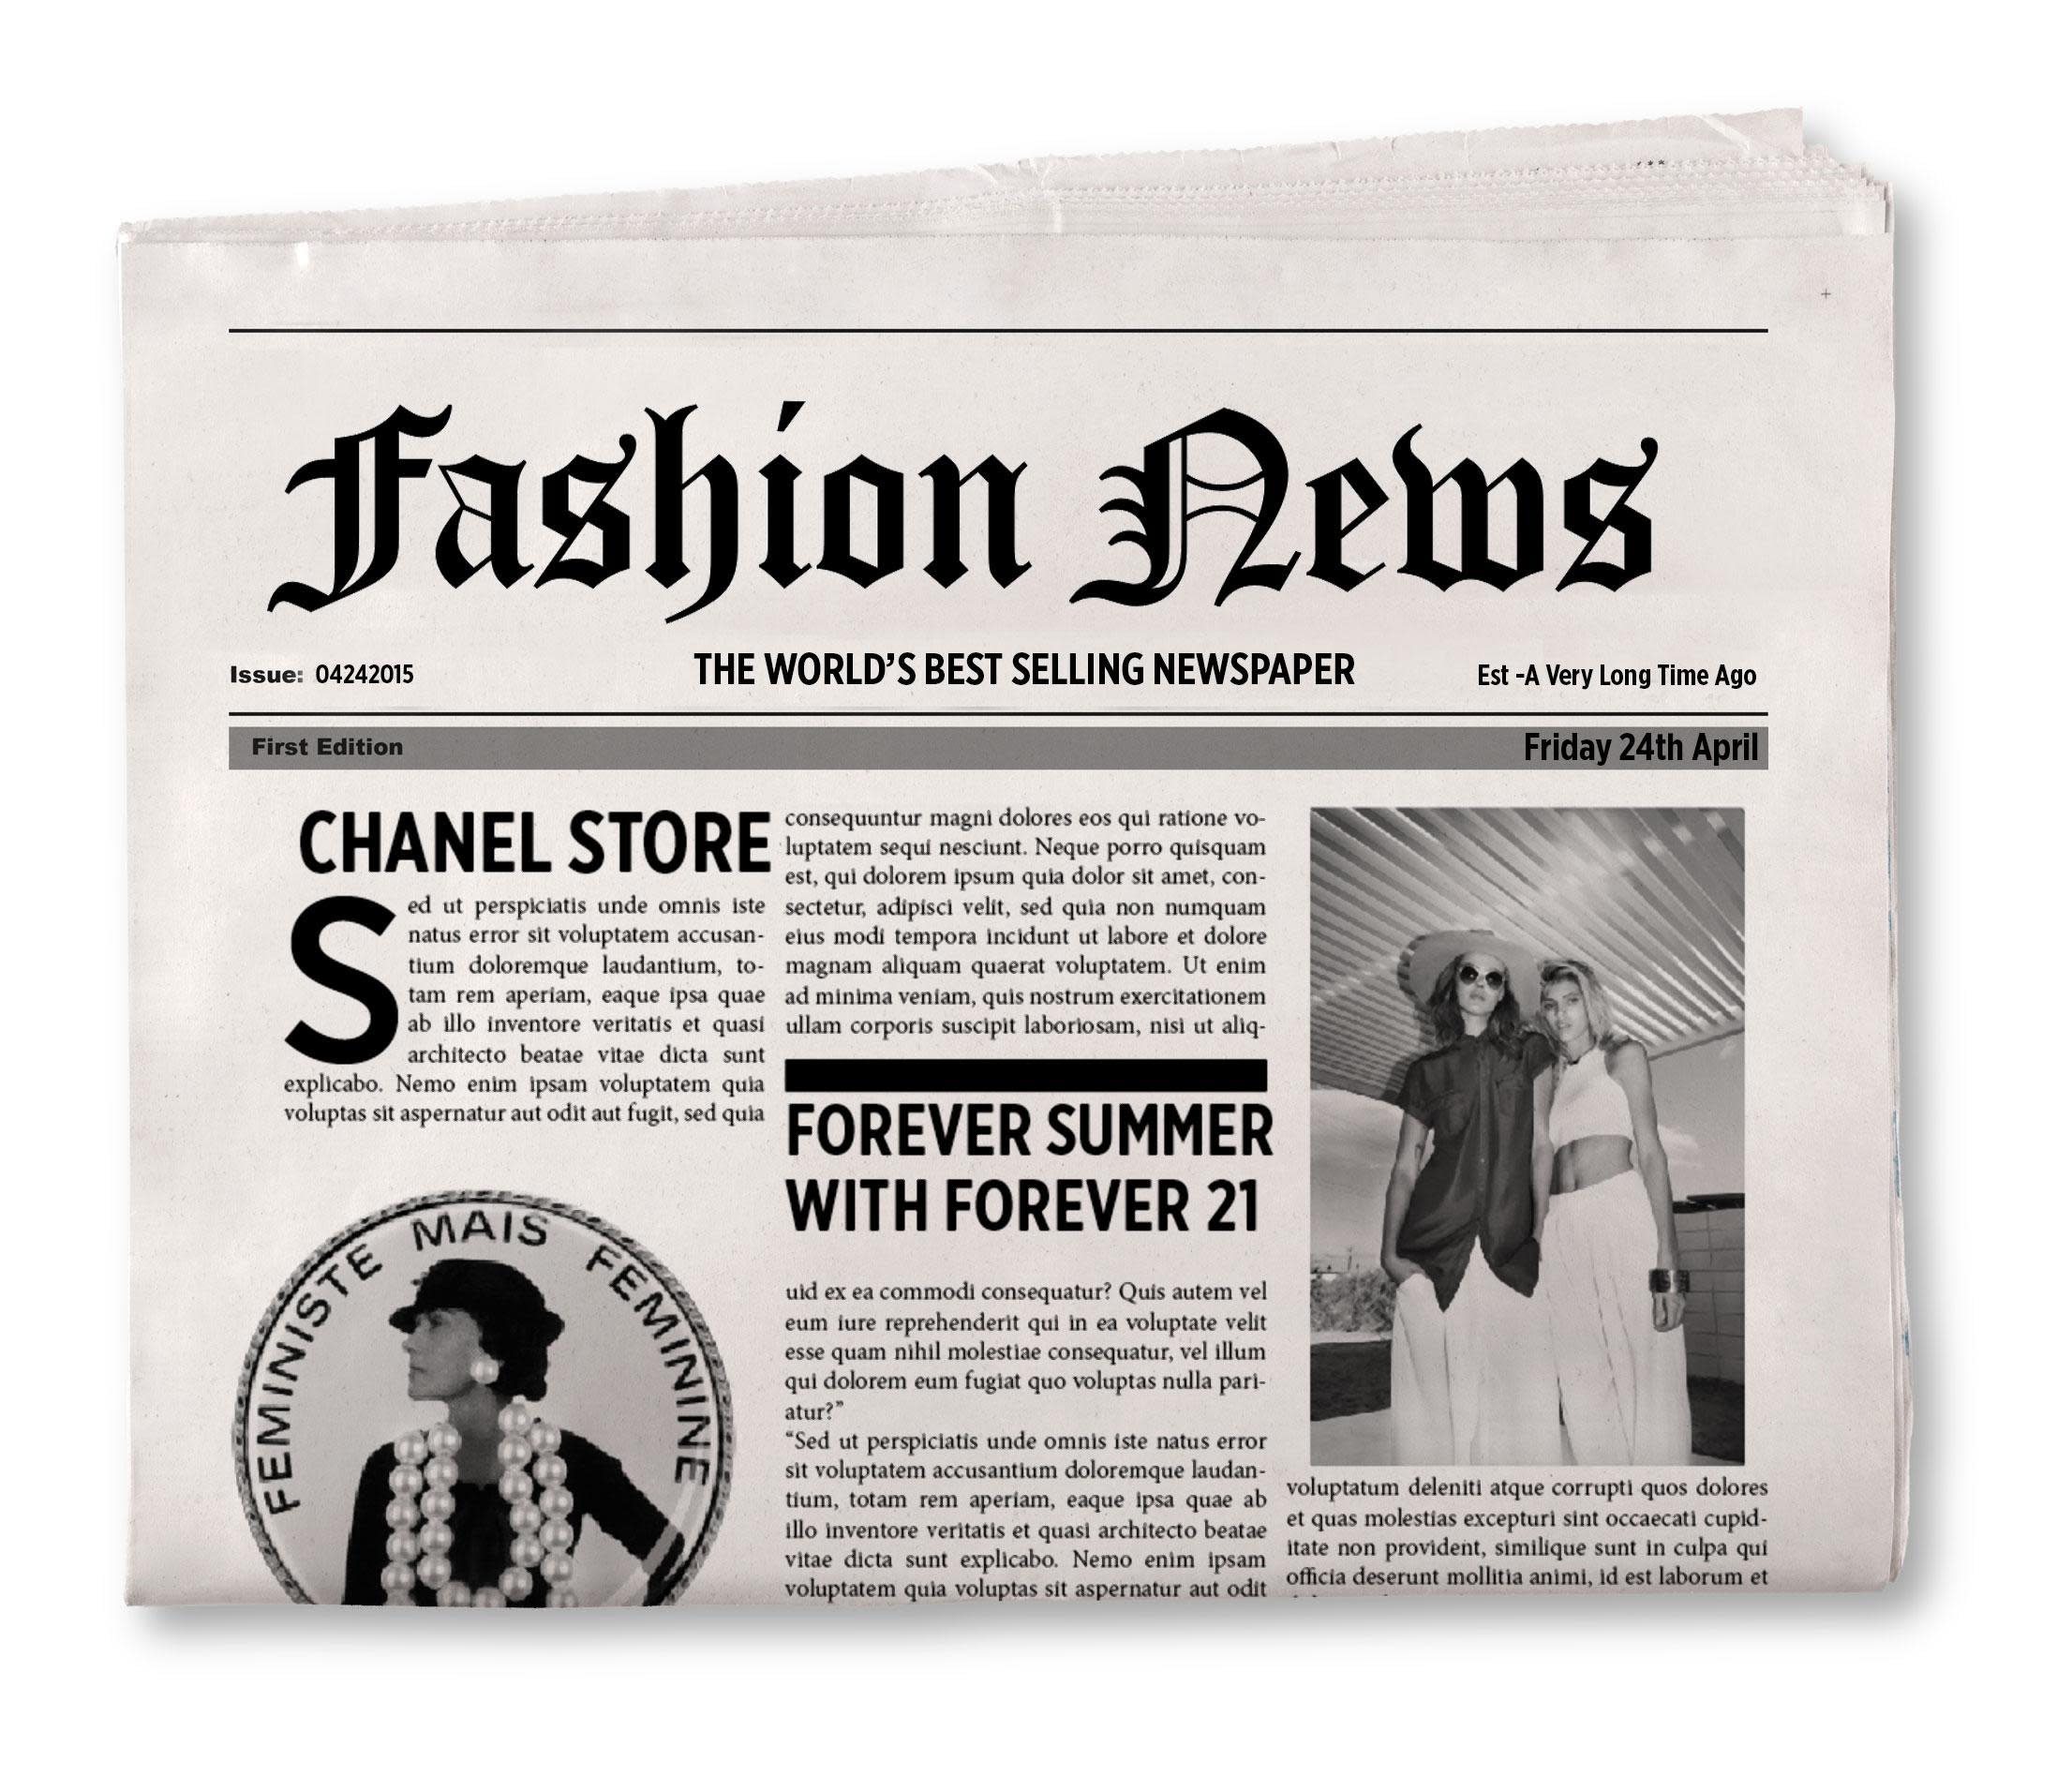 Fashion News
Issue: 04242015
THE WORLD'S BEST SELLING NEWSPAPER
Est -A Very Long Time Ago
First Edition
Friday 24th April
CHANEL STORE
Sed ut perspiciatis unde omnis iste
natus error sit voluptatem accusan-
tium doloremque laudantium, to-
tam rem aperiam, eaque ipsa quae
ab illo inventore veritatis et quasi
architecto beatae vitae dicta sunt
explicabo. Nemo enim ipsam voluptatem quia
voluptas sit aspernatur aut odit aut fugit, sed quia
FEMINISTE MAIS FEMININE
consequuntur magni dolores eos qui ratione vo-
luptatem sequi nesciunt. Neque porro quisquam
est, qui dolorem ipsum quia dolor sit amet, con-
sectetur, adipisci velit, sed quia non numquam
eius modi tempora incidunt ut labore et dolore
magnam aliquam quaerat voluptatem. Ut enim
ad minima veniam, quis nostrum exercitationem
ullam corporis suscipit laboriosam, nisi ut aliq-
FOREVER SUMMER
WITH FOREVER 21
uid ex ea commodi consequatur? Quis autem vel
eum iure reprehenderit qui in ea voluptate velit
esse quam nihil molestiae consequatur, vel illum
qui dolorem eum fugiat quo voluptas nulla pari-
atur?”
“Sed ut perspiciatis unde omnis iste natus error
sit voluptatem accusantium doloremque laudan-
tium, totam rem aperiam, eaque ipsa quae ab
illo inventore veritatis et quasi architecto beatae
vitae dicta sunt explicabo. Nemo enim ipsam
voluptatem quia voluptas sit aspernatur aut odit
voluptatum deleniti atque corrupti quos dolores
et quas molestias excepturi sint occaecati cupid-
itate non provident, similique sunt in culpa qui
officia deserunt mollitia animi, id est laborum et